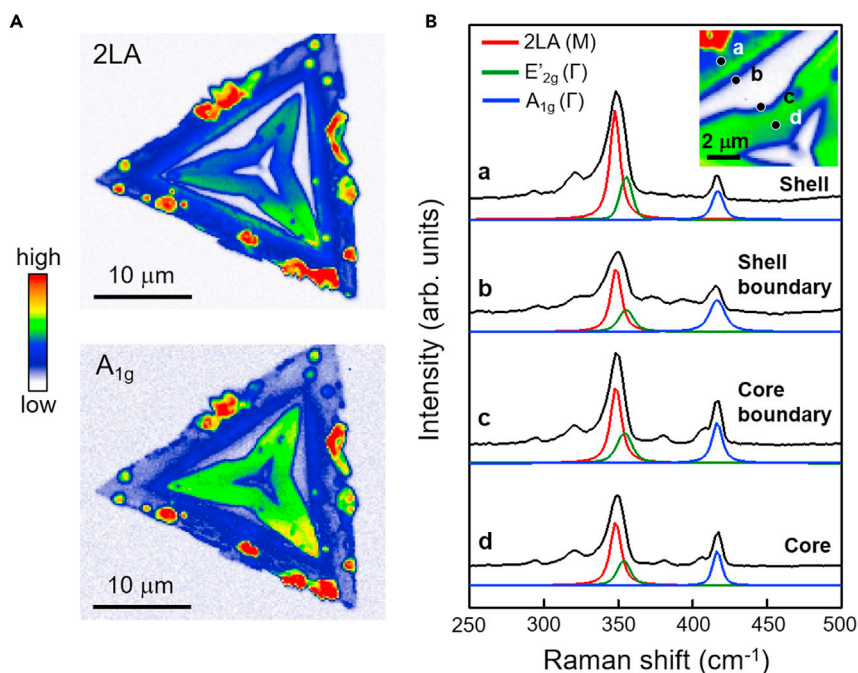 A
2LA
10 μm
high
low
A1g
10 μm
B
2LA (M)
E'2g (Γ)
A1g (Γ)
a
b
c
d
2 μm
a
Shell
b
Shell
boundary
c
Core
boundary
d
Core
Intensity (arb. units)
250 300 350 400 450 500
Raman shift (cm-1)